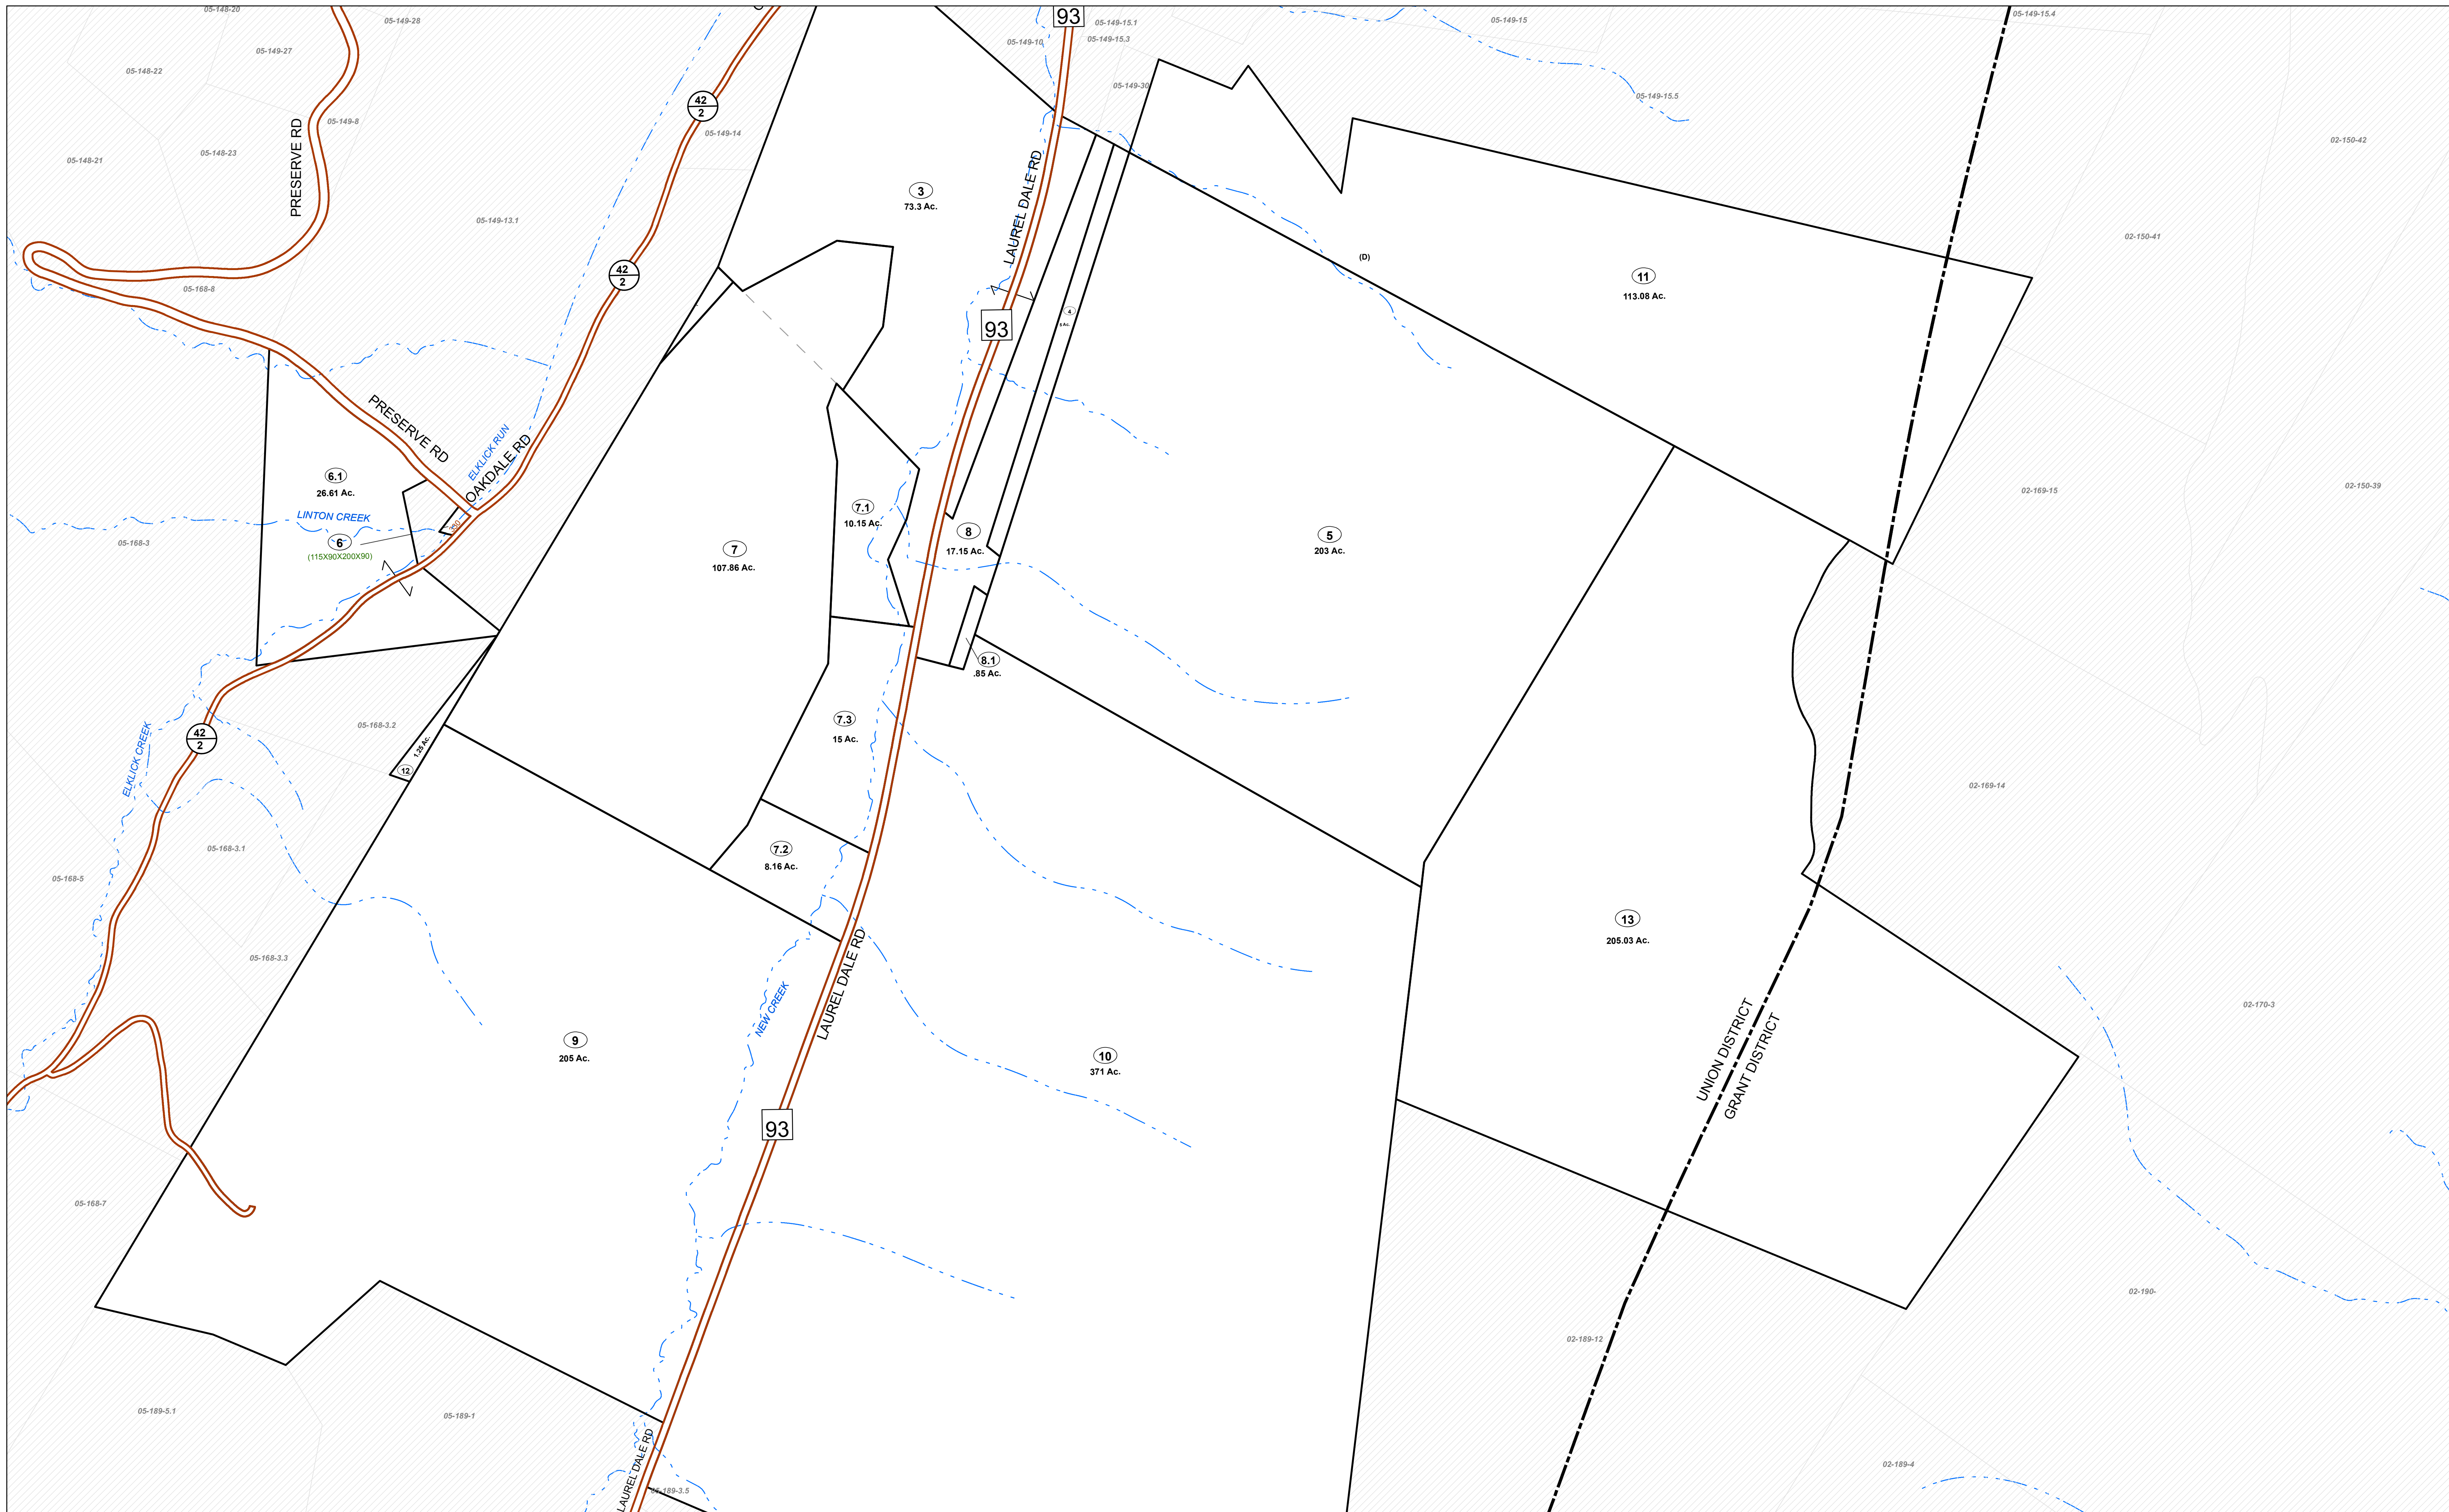 05-148-20
05-149-28
93
05-149-15.1
05-149-15
05-149-15.4
05-149-27
05-149-10
05-149-15.3
05-148-22
05-149-30
05-149-15.5
42
2
05-149-8
05-149-14
PRESERVE RD
05-148-21
05-148-23
02-150-42
3
73.3 Ac.
LAUREL DALE RD
05-149-13.1
02-150-41
(D)
42
2
11
113.08 Ac.
05-168-8
4
5 Ac.
93
PRESERVE RD
ELKLICK RUN
OAKDALE RD
6.1
26.61 Ac.
02-169-15
02-150-39
LINTON CREEK
350
7.1
10.15 Ac.
05-168-3
6
(115X90X200X90)
8
17.15 Ac.
5
203 Ac.
7
107.86 Ac.
8.1
.85 Ac.
7.3
15 Ac.
05-168-3.2
42
2
ELKLICK CREEK
1.25 Ac.
12
02-169-14
05-168-3.1
7.2
8.16 Ac.
05-168-5
13
205.03 Ac.
05-168-3.3
LAUREL DALE RD
NEW CREEK
02-170-3
UNION DISTRICT
GRANT DISTRICT
9
205 Ac.
10
371 Ac.
93
05-168-7
02-190-
02-189-12
05-189-5.1
05-189-1
LAUREL DALE RD
02-189-4
05-189-3.5